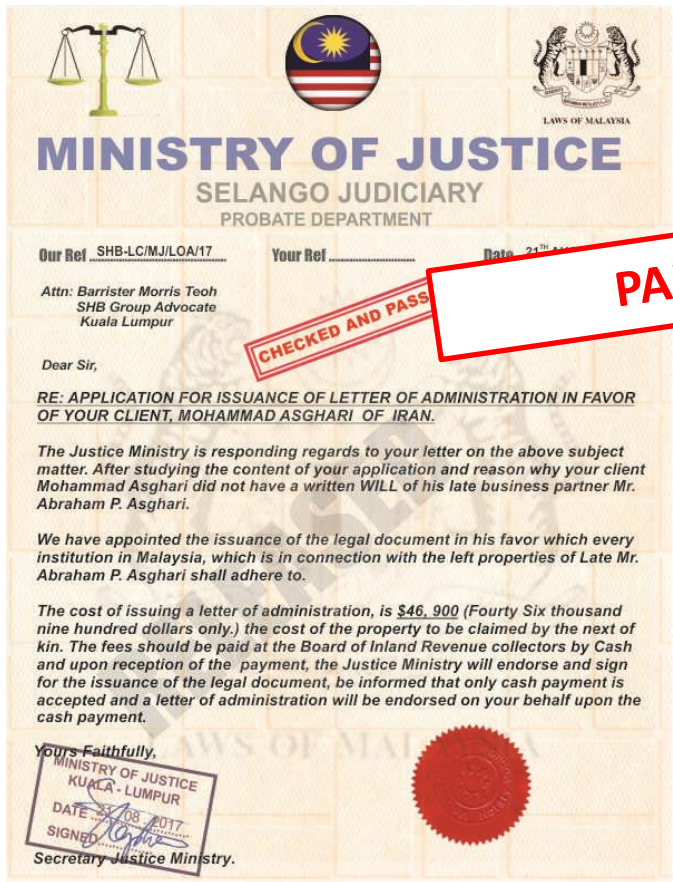 LAWS OF MALAYSIA
MINISTRY OF JUSTICE
SELANGO JUDICIARY
PROBATE DEPARTMENT
Our Ref SHB-LC/MJ/LOA/17 Your Ref Date 21TH
PA
Attn: Barrister Morris Teoh
SHB Group Advocate
Kuala Lumpur
CHECKED AND PASS
Dear Sir,
RE: APPLICATION FOR ISSUANCE OF LETTER OF ADMINISTRATION IN FAVOR
OF YOUR CLIENT, MOHAMMAD ASGHARI OF IRAN.
The Justice Ministry is responding regards to your letter on the above subject
matter. After studying the content of your application and reason why your client
Mohammad Asghari did not have a written WILL of his late business partner Mr.
Abraham P. Asghari.
We have appointed the issuance of the legal document in his favor which every
institution in Malaysia, which is in connection with the left properties of Late Mr.
Abraham P. Asghari shall adhere to.
The cost of issuing a letter of administration, is $46, 900 (Fourty Six thousand
nine hundred dollars only.) the cost of the property to be claimed by the next of
kin. The fees should be paid at the Board of Inland Revenue collectors by Cash
and upon reception of the payment, the Justice Ministry will endorse and sign
for the issuance of the legal document, be informed that only cash payment is
accepted and a letter of administration will be endorsed on your behalf upon the
cash payment.
LAWS OF MALAYSIA
Yours Faithfully,
MINISTRY OF JUSTICE
KUALA - LUMPUR
DATE 21 08 . 2017
SIGNED
Secretary Justice Ministry.